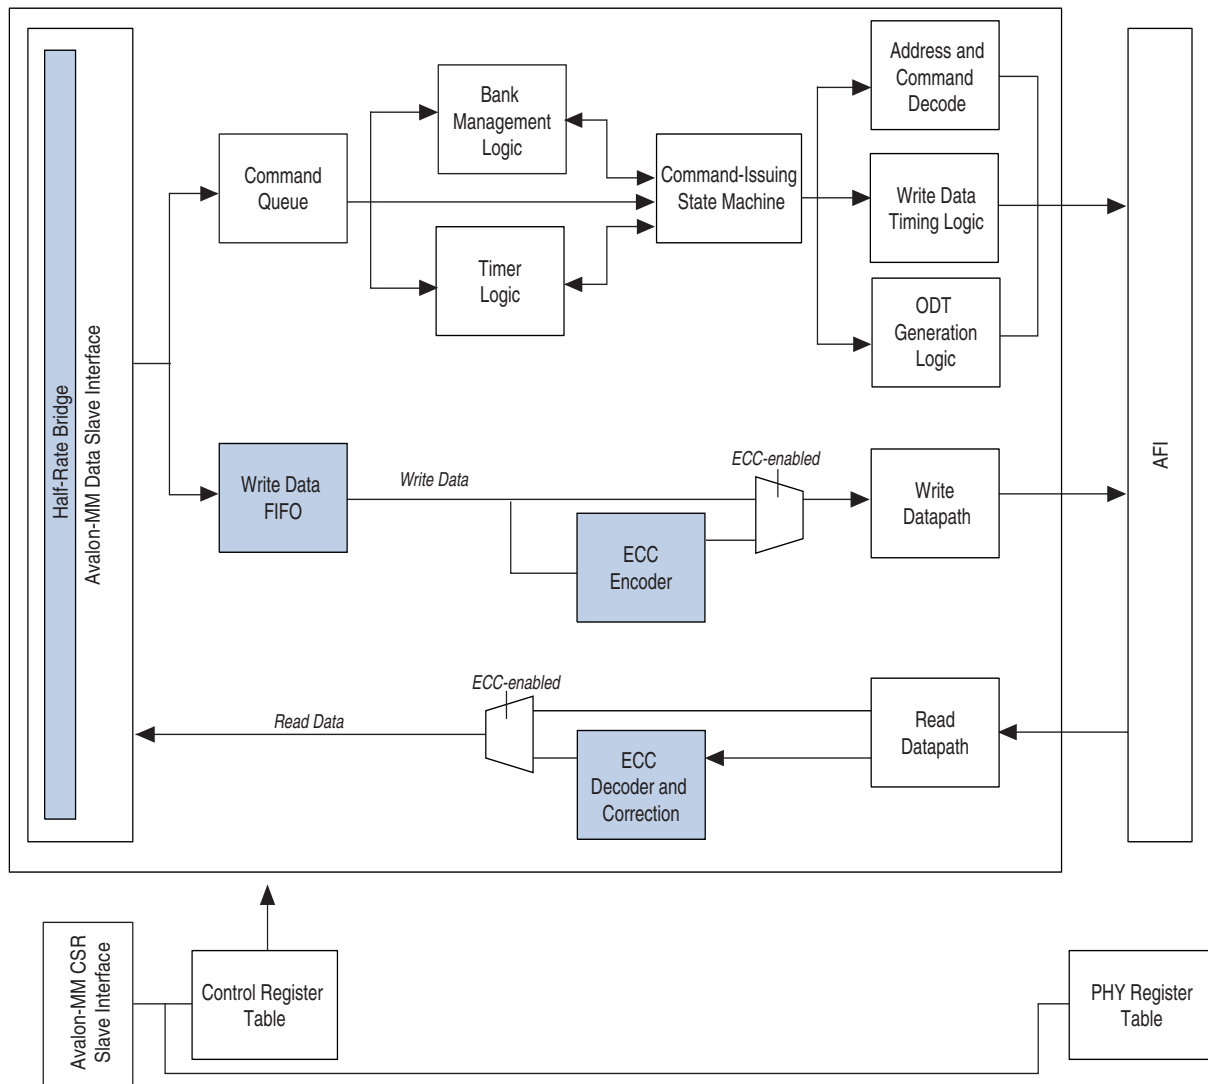 Half-Rate Bridge
Avalon-MM Data Slave Interface
Command
Queue
Bank
Management
Logic
Timer
Logic
Command-Issuing
State Machine
Address and
Command
Decode
Write Data
Timing Logic
ODT
Generation
Logic
AFI
Write Data
FIFO
Write Data
ECC
Encoder
ECC-enabled
Write
Datapath
Read Data
ECC-enabled
ECC
Decoder and
Correction
Read
Datapath
Avalon-MM CSR
Slave Interface
Control Register
Table
PHY Register
Table